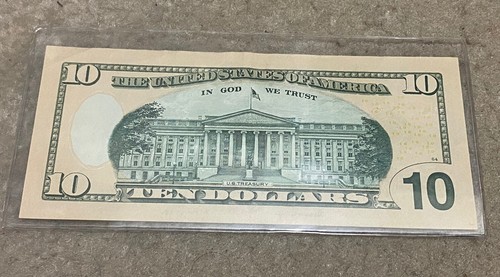 10
THE UNITED STATES OF AMERICA
10
IN GOD WE TRUST
U.S. TREASURY
10
TEN DOLLARS
10